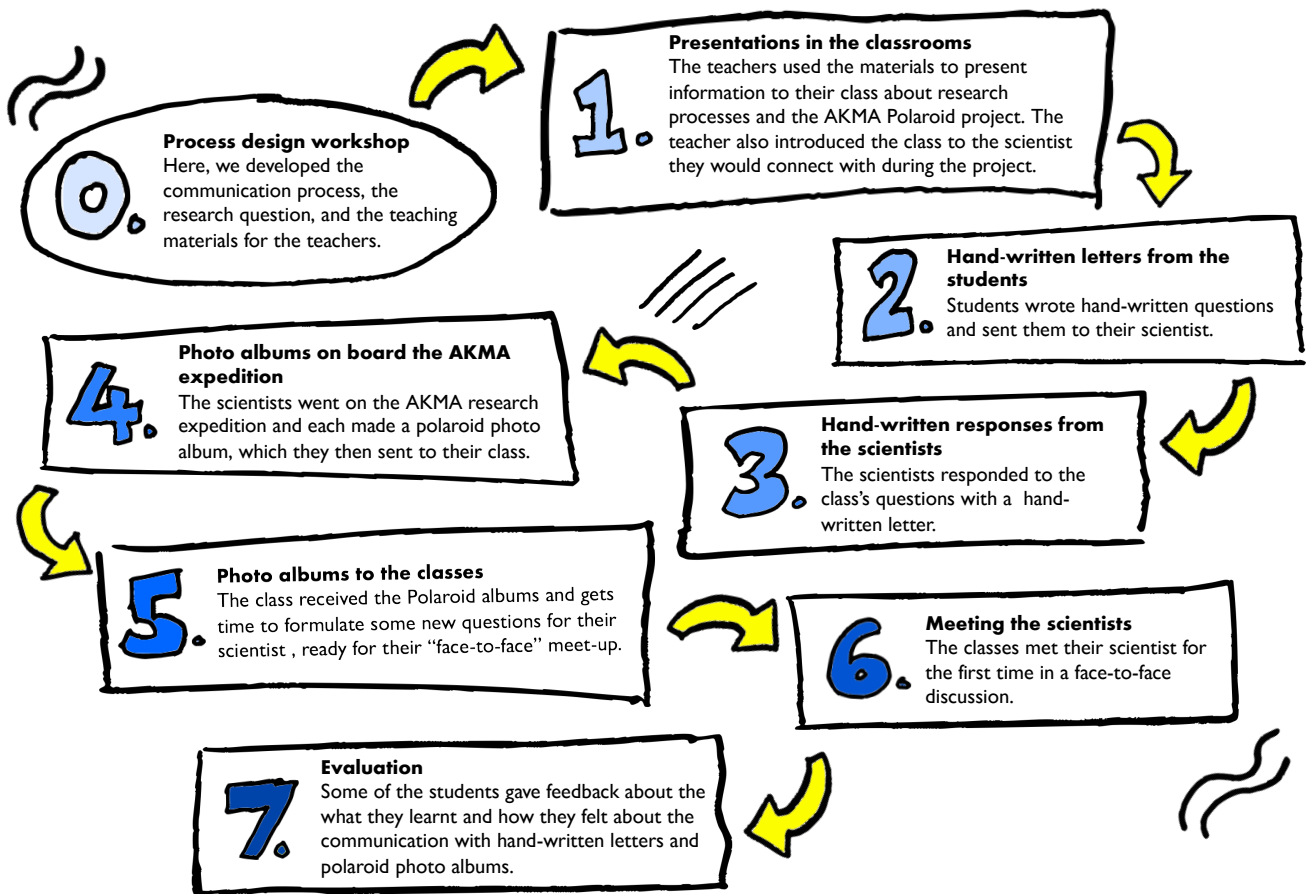 0.
Process design workshop
Here, we developed the
communication process, the
research question, and the teaching
materials for the teachers.
1.
Presentations in the classrooms
The teachers used the materials to present
information to their class about research
processes and the AKMA Polaroid project. The
teacher also introduced the class to the scientist
they would connect with during the project.
2.
Hand-written letters from the
students
Students wrote hand-written questions
and sent them to their scientist.
3.
Hand-written responses from
the scientists
The scientists responded to the
class's questions with a hand-
written letter.
4.
Photo albums on board the AKMA
expedition
The scientists went on the AKMA research
expedition and each made a polaroid photo
album, which they then sent to their class.
5.
Photo albums to the classes
The class received the Polaroid albums and gets
time to formulate some new questions for their
scientist , ready for their “face-to-face” meet-up.
6.
Meeting the scientists
The classes met their scientist for
the first time in a face-to-face
discussion.
7.
Evaluation
Some of the students gave feedback about the
what they learnt and how they felt about the
communication with hand-written letters and
polaroid photo albums.